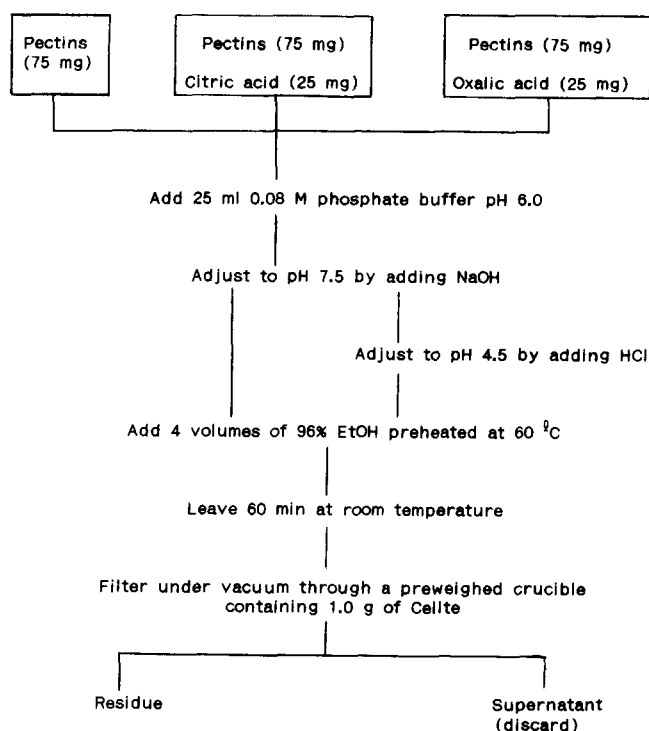 Pectins
(75 mg)
Pectins (75 mg)
Citric acid (25 mg)
Pectins (75 mg)
Oxalic acid (25 mg)
Add 25 ml 0.08 M phosphate buffer pH 6.0
Adjust to pH 7.5 by adding NaOH
Adjust to pH 4.5 by adding HCl
Add 4 volumes of 96% EtOH preheated at 60 ºC
Leave 60 min at room temperature
Filter under vacuum through a preweighed crucible
containing 1.0 g of Celite
Residue
Supernatant
(discard)